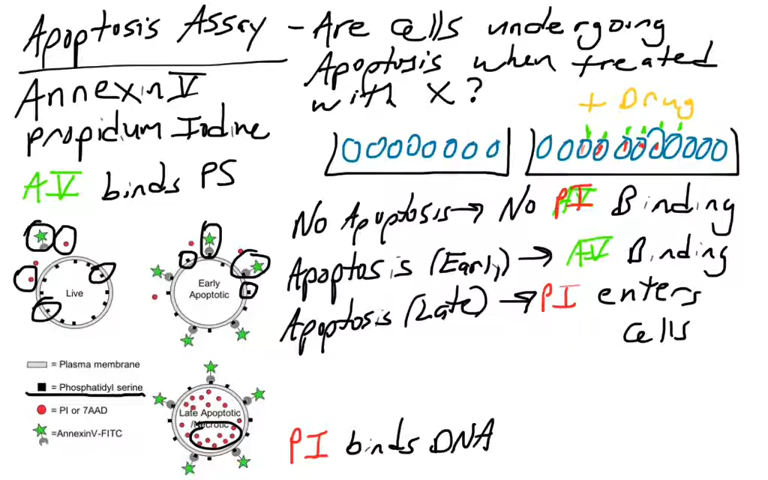 Apoptosis Assay - Are cells undergoing
Apoptosis when treated
with X?
Annexin V
propidum Iodine
AV binds PS
+ Drug
No Apoptosis → No Binding
Apoptosis (Early) → AV Binding
Apoptosis (Late) → PI enters
cells
Live
Early
Apoptotic
= Plasma membrane
= Phosphatidyl serine
= PI or 7AAD
=AnnexinV-FITC
Late Apoptotic
/Necrotic
PI binds DNA